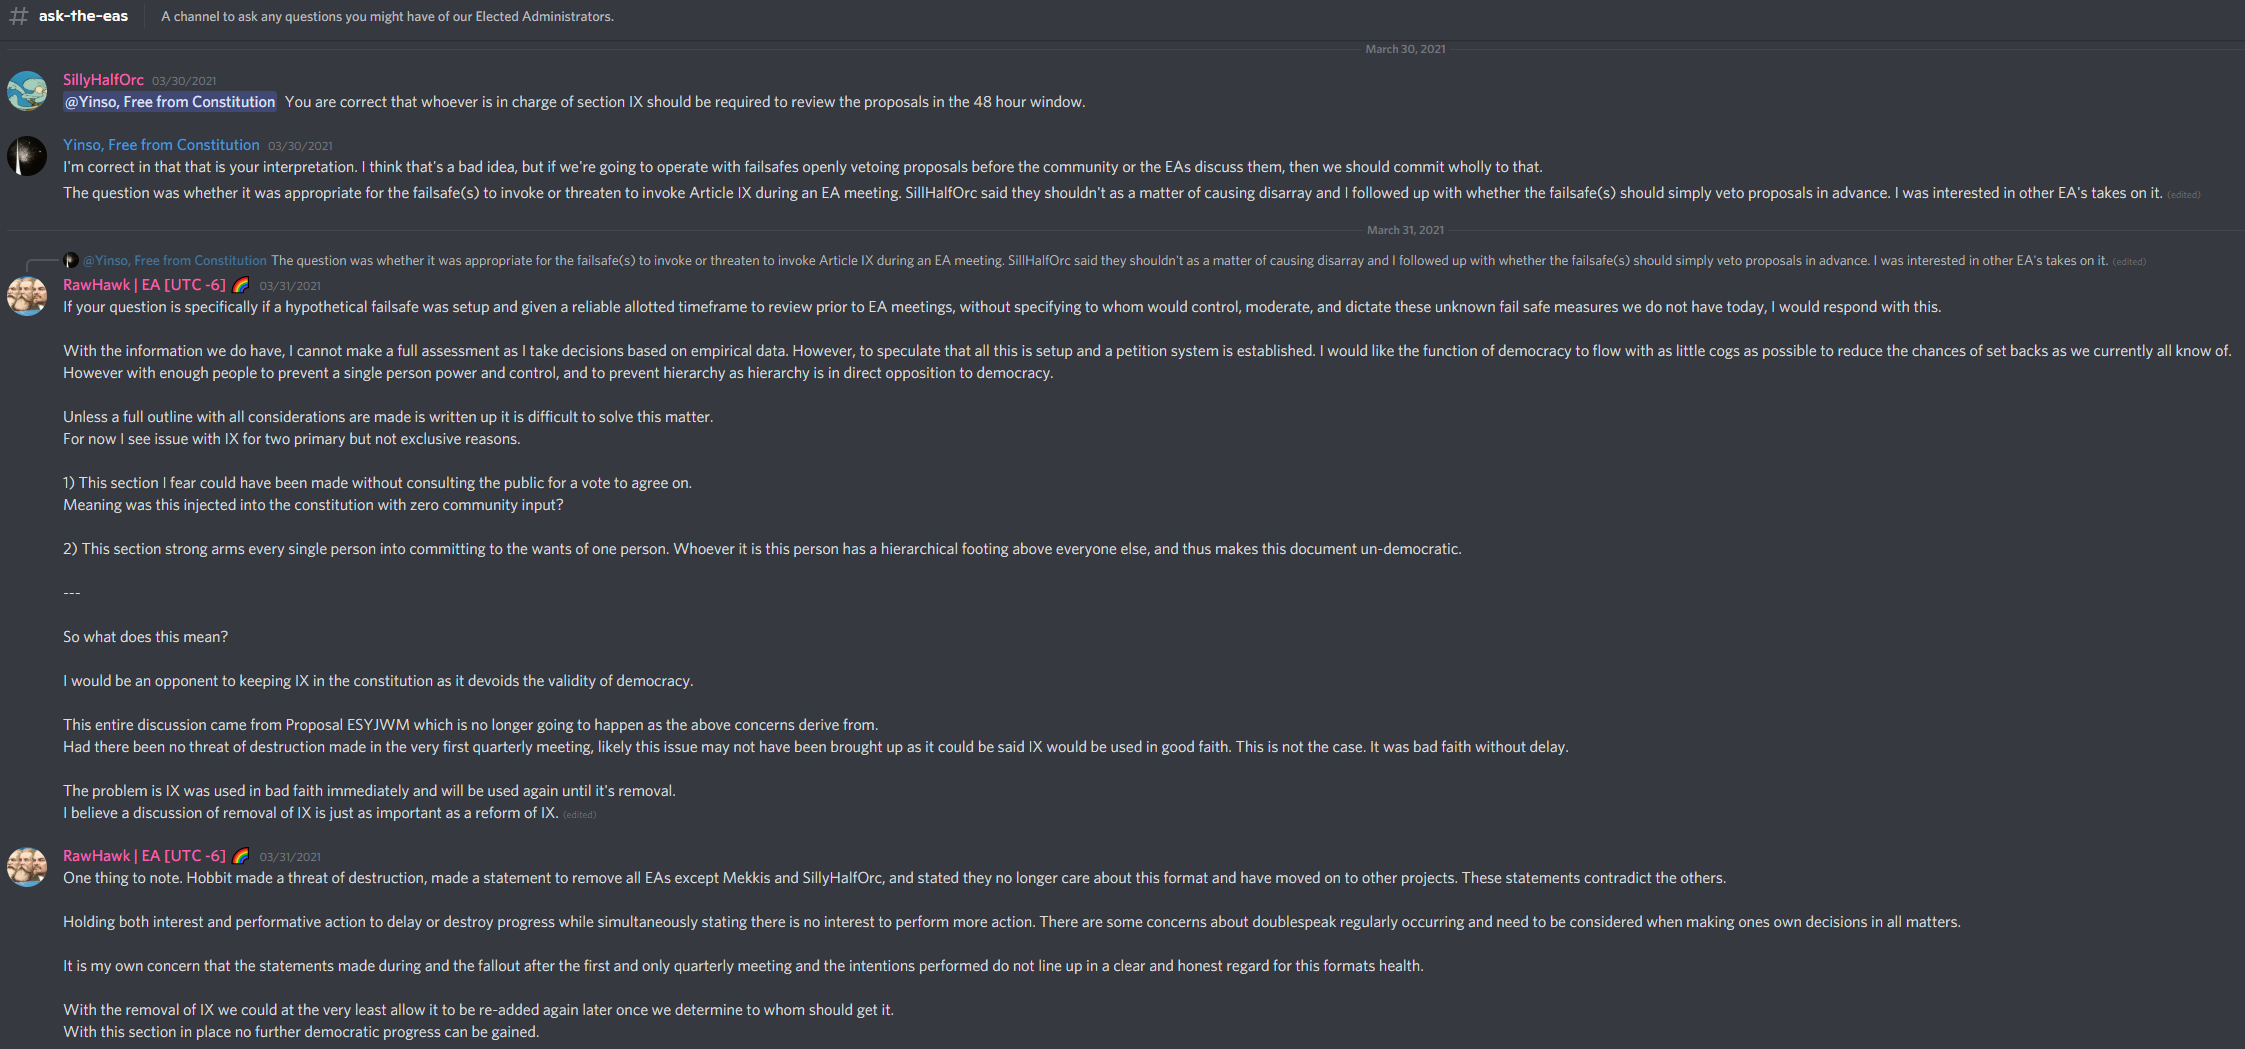 # ask-the-eas A channel to ask any questions you might have of our Elected Administrators.
March 30, 2021
SillyHalfOrc 03/30/2021
@Yinso, Free from Constitution You are correct that whoever is in charge of section IX should be required to review the proposals in the 48 hour window.
Yinso, Free from Constitution 03/30/2021
I'm correct in that that is your interpretation. I think that's a bad idea, but if we're going to operate with failsafes openly vetoing proposals before the community or the EAs discuss them, then we should commit wholly to that.
The question was whether it was appropriate for the failsafe(s) to invoke or threaten to invoke Article IX during an EA meeting. SillHalfOrc said they shouldn't as a matter of causing disarray and I followed up with whether the failsafe(s) should simply veto proposals in advance. I was interested in other EA's takes on it. (edited)
March 31, 2021
@Yinso, Free from Constitution The question was whether it was appropriate for the failsafe(s) to invoke or threaten to invoke Article IX during an EA meeting. SillHalfOrc said they shouldn't as a matter of causing disarray and I followed up with whether the failsafe(s) should simply veto proposals in advance. I was interested in other EA's takes on it. (edited)
RawHawk | EA [UTC -6] 🌈 03/31/2021
If your question is specifically if a hypothetical failsafe was setup and given a reliable allotted timeframe to review prior to EA meetings, without specifying to whom would control, moderate, and dictate these unknown fail safe measures we do not have today, I would respond with this.
With the information we do have, I cannot make a full assessment as I take decisions based on empirical data. However, to speculate that all this is setup and a petition system is established. I would like the function of democracy to flow with as little cogs as possible to reduce the chances of set backs as we currently all know of.
However with enough people to prevent a single person power and control, and to prevent hierarchy as hierarchy is in direct opposition to democracy.
Unless a full outline with all considerations are made is written up it is difficult to solve this matter.
For now I see issue with IX for two primary but not exclusive reasons.
1) This section I fear could have been made without consulting the public for a vote to agree on.
Meaning was this injected into the constitution with zero community input?
2) This section strong arms every single person into committing to the wants of one person. Whoever it is this person has a hierarchical footing above everyone else, and thus makes this document un-democratic.
---
So what does this mean?
I would be an opponent to keeping IX in the constitution as it devoids the validity of democracy.
This entire discussion came from Proposal ESYJWM which is no longer going to happen as the above concerns derive from.
Had there been no threat of destruction made in the very first quarterly meeting, likely this issue may not have been brought up as it could be said IX would be used in good faith. This is not the case. It was bad faith without delay.
The problem is IX was used in bad faith immediately and will be used again until it's removal.
I believe a discussion of removal of IX is just as important as a reform of IX. (edited)
RawHawk | EA [UTC -6] 🌈 03/31/2021
One thing to note. Hobbit made a threat of destruction, made a statement to remove all EAs except Mekkis and SillyHalfOrc, and stated they no longer care about this format and have moved on to other projects. These statements contradict the others.
Holding both interest and performative action to delay or destroy progress while simultaneously stating there is no interest to perform more action. There are some concerns about doublespeak regularly occurring and need to be considered when making ones own decisions in all matters.
It is my own concern that the statements made during and the fallout after the first and only quarterly meeting and the intentions performed do not line up in a clear and honest regard for this formats health.
With the removal of IX we could at the very least allow it to be re-added again later once we determine to whom should get it.
With this section in place no further democratic progress can be gained.